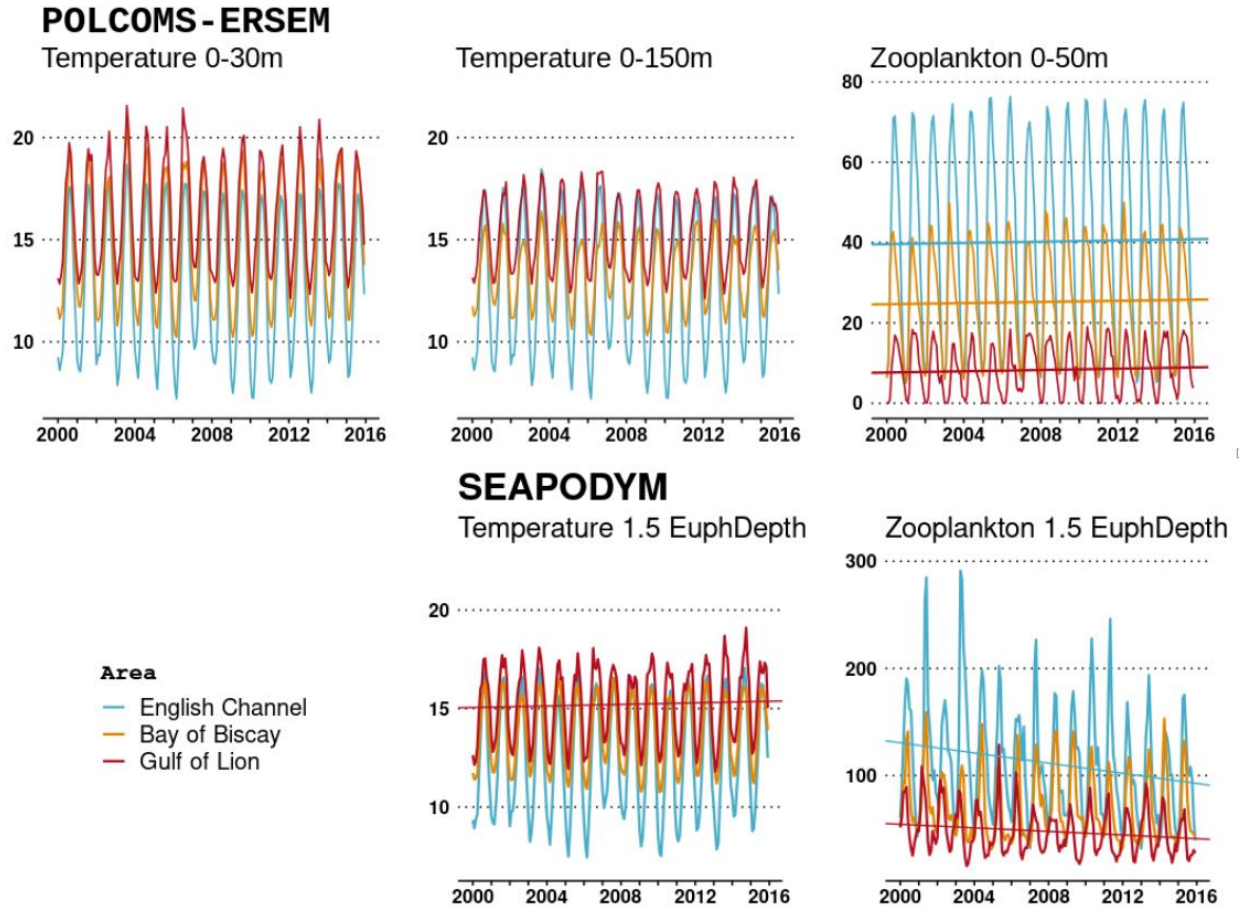 POLCOMS-ERSEM
Temperature 0-30m
20
15
10
2000 2004 2008 2012 2016
Temperature 0-150m
20
15
10
2000 2004 2008 2012 2016
Zooplankton 0-50m
80
60
40
20
0
2000 2004 2008 2012 2016
SEAPODYM
Temperature 1.5 EuphDepth
20
15
10
2000 2004 2008 2012 2016
Zooplankton 1.5 EuphDepth
300
200
100
2000 2004 2008 2012 2016
Area
English Channel
Bay of Biscay
Gulf of Lion